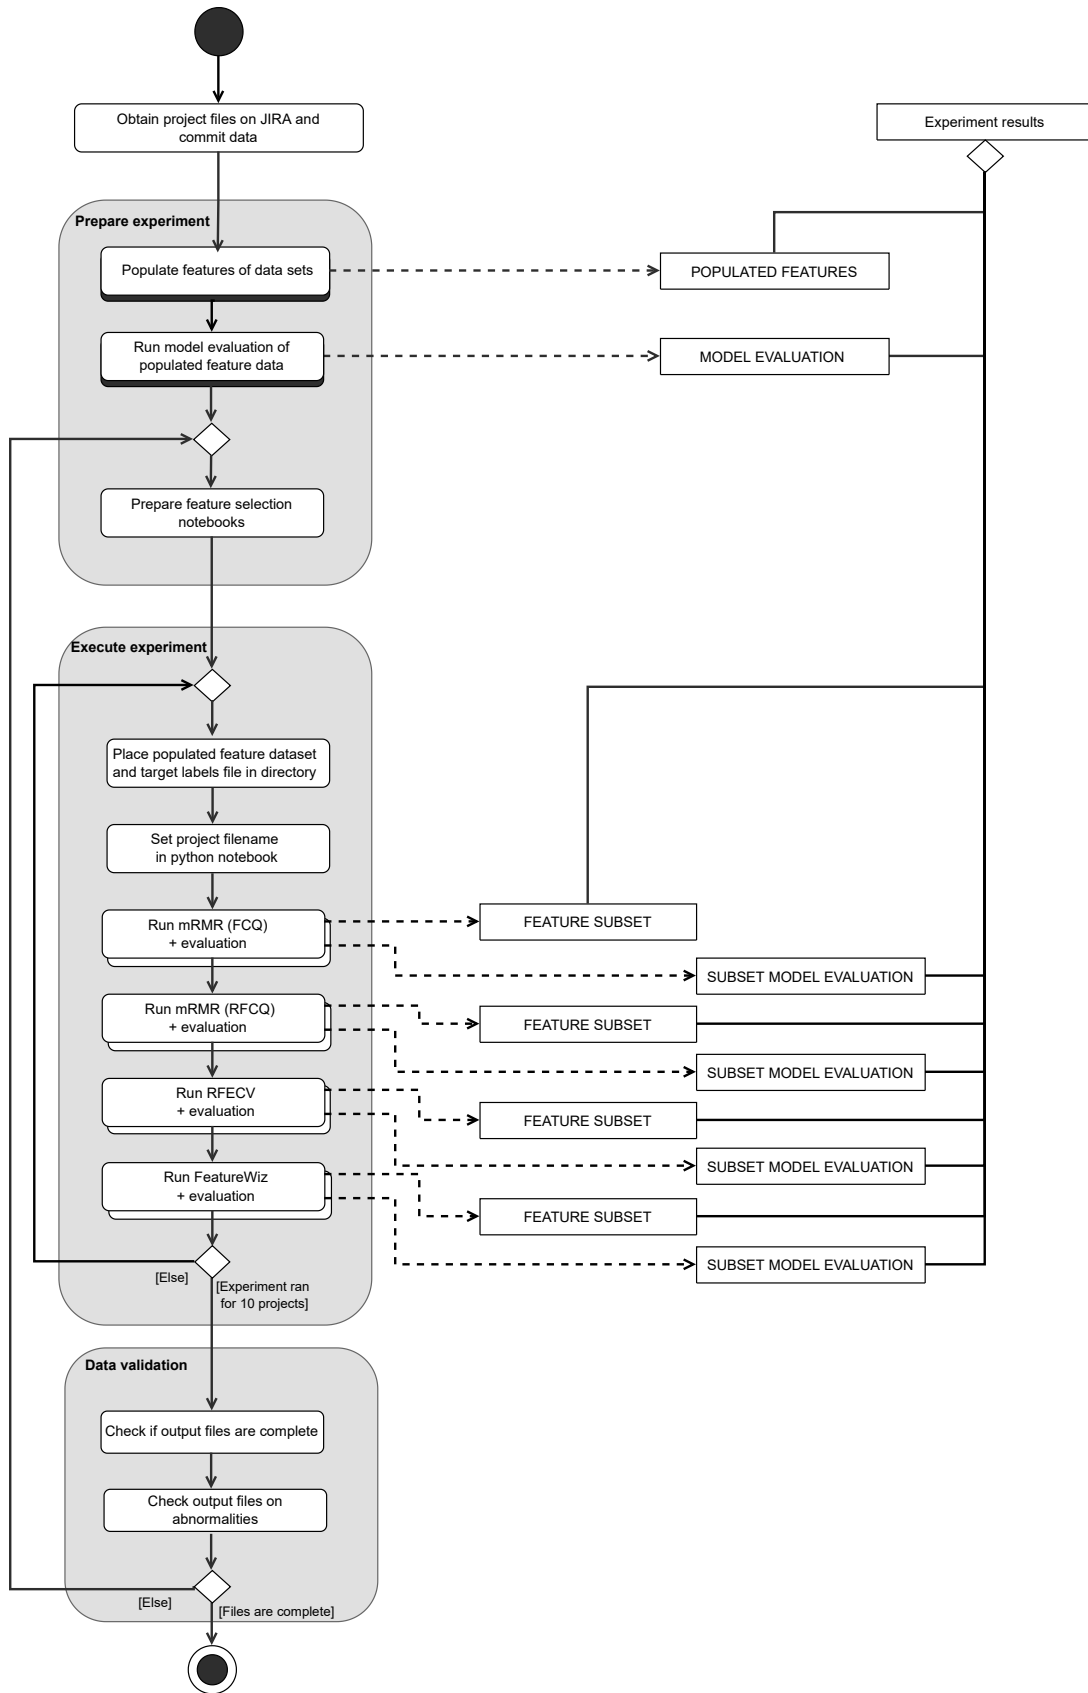 Obtain project files on JIRA and
commit data
Experiment results
Prepare experiment
Populate features of data sets
POPULATED FEATURES
Run model evaluation of
populated feature data
MODEL EVALUATION
Prepare feature selection
notebooks
Execute experiment
Place populated feature dataset
and target labels file in directory
Set project filename
in python notebook
Run mRMR (FCQ)
+ evaluation
FEATURE SUBSET
SUBSET MODEL EVALUATION
Run mRMR (RFCQ)
+ evaluation
FEATURE SUBSET
SUBSET MODEL EVALUATION
Run RFECV
+ evaluation
FEATURE SUBSET
SUBSET MODEL EVALUATION
Run FeatureWiz
+ evaluation
FEATURE SUBSET
SUBSET MODEL EVALUATION
[Else]
[Experiment ran
for 10 projects]
Data validation
Check if output files are complete
Check output files on
abnormalities
[Else]
[Files are complete]